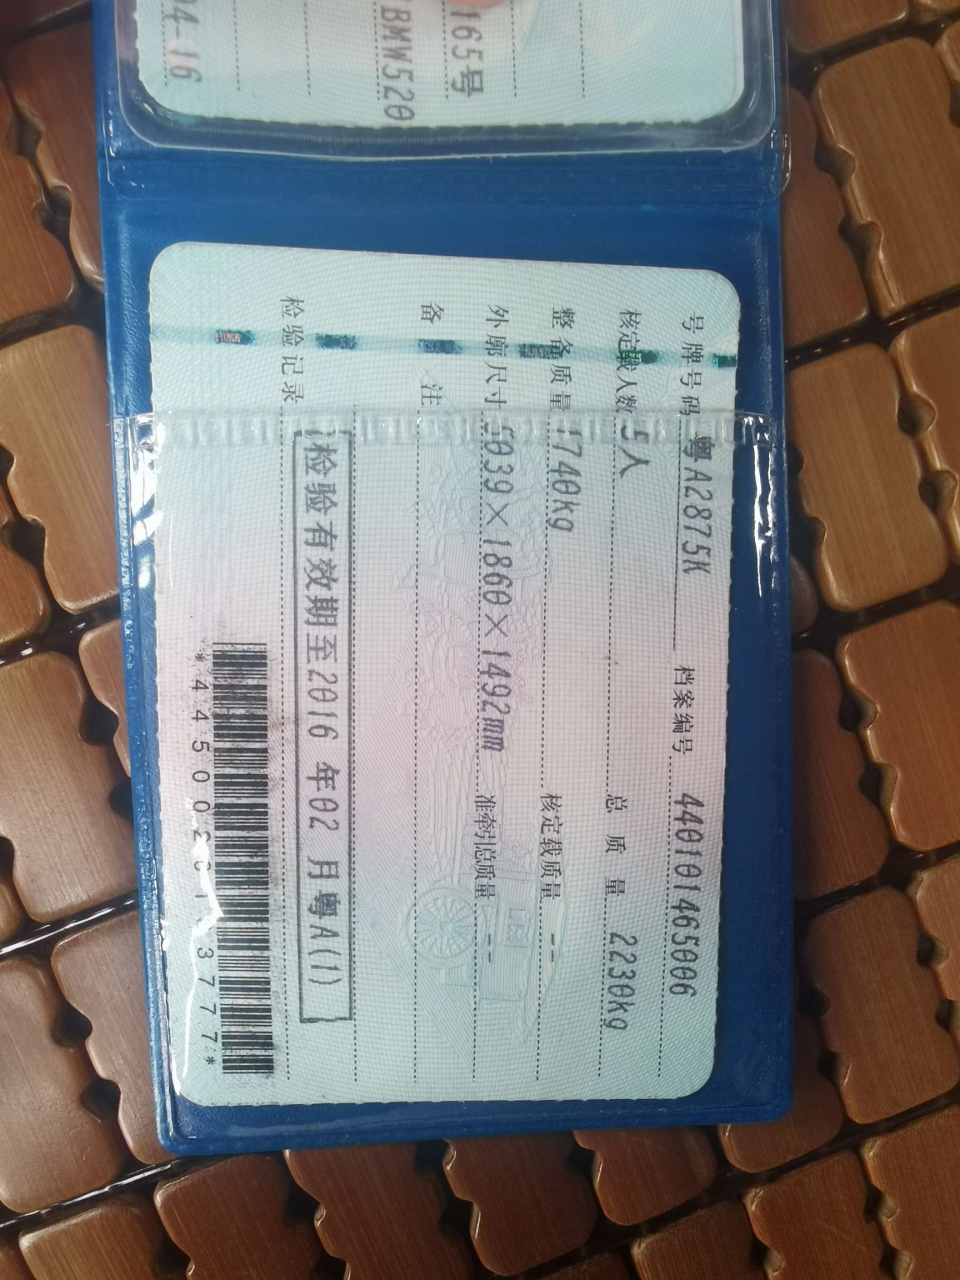 165号
BMW520
04-16
号牌号码 粤A2875K 档案编号 440101465006
核定载人数 5人 总质量 2230kg
整备质量 1740kg 核定载质量 --
外廓尺寸 5039×1860×1492mm 准牵引总质量 --
备注
检验记录
检验有效期至2016年02月粤A(1)